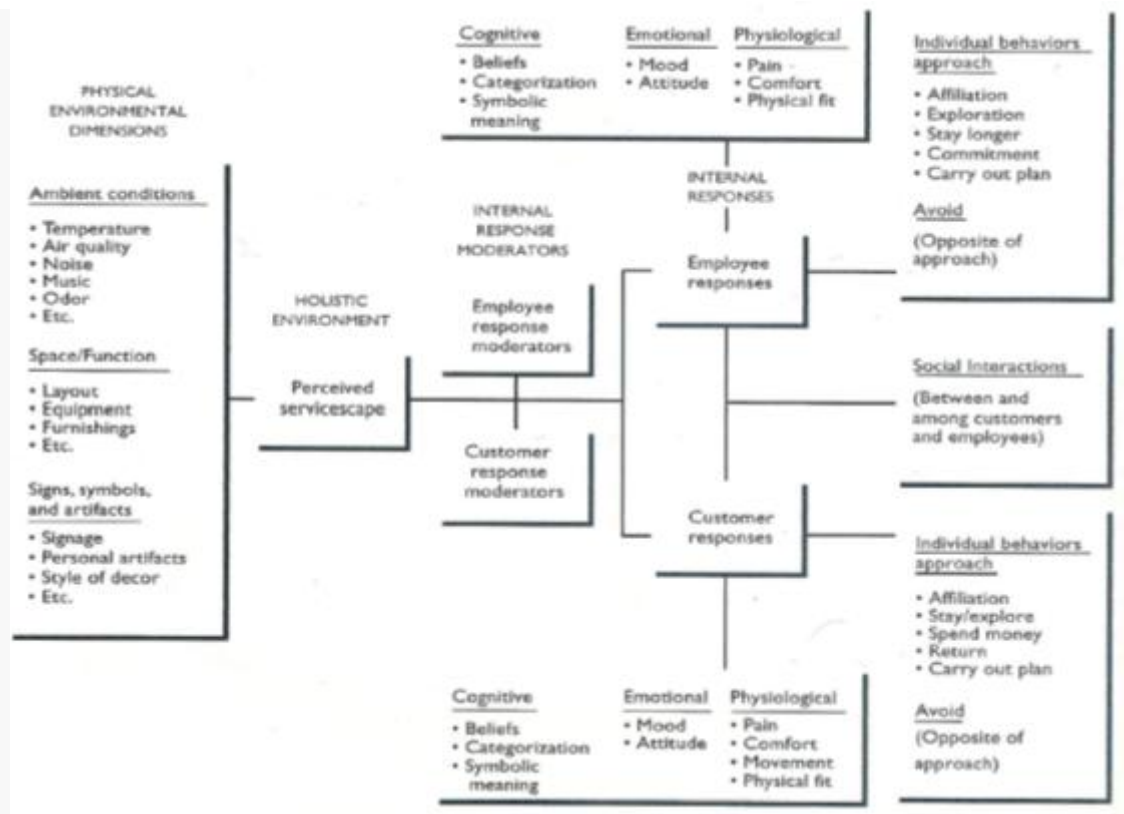 PHYSICAL
ENVIRONMENTAL
DIMENSIONS
Ambient conditions
• Temperature
• Air quality
• Noise
• Music
• Odor
• Etc.
Space/Function
• Layout
• Equipment
• Furnishings
• Etc.
Signs, symbols,
and artifacts
• Signage
• Personal artifacts
• Style of decor
• Etc.
HOLISTIC
ENVIRONMENT
Perceived
servicescape
INTERNAL
RESPONSE
MODERATORS
Employee
response
moderators
Customer
response
moderators
Cognitive
• Beliefs
• Categorization
• Symbolic
meaning
Emotional
• Mood
• Attitude
Physiological
• Pain
• Comfort
• Physical fit
INTERNAL
RESPONSES
Employee
responses
Customer
responses
Cognitive
• Beliefs
• Categorization
• Symbolic
meaning
Emotional
• Mood
• Attitude
Physiological
• Pain
• Comfort
• Movement
• Physical fit
Individual behaviors
approach
• Affiliation
• Exploration
• Stay longer
• Commitment
• Carry out plan
Avoid
(Opposite of
approach)
Social Interactions
(Between and
among customers
and employees)
Individual behaviors
approach
• Affiliation
• Stay/explore
• Spend money
• Return
• Carry out plan
Avoid
(Opposite of
approach)